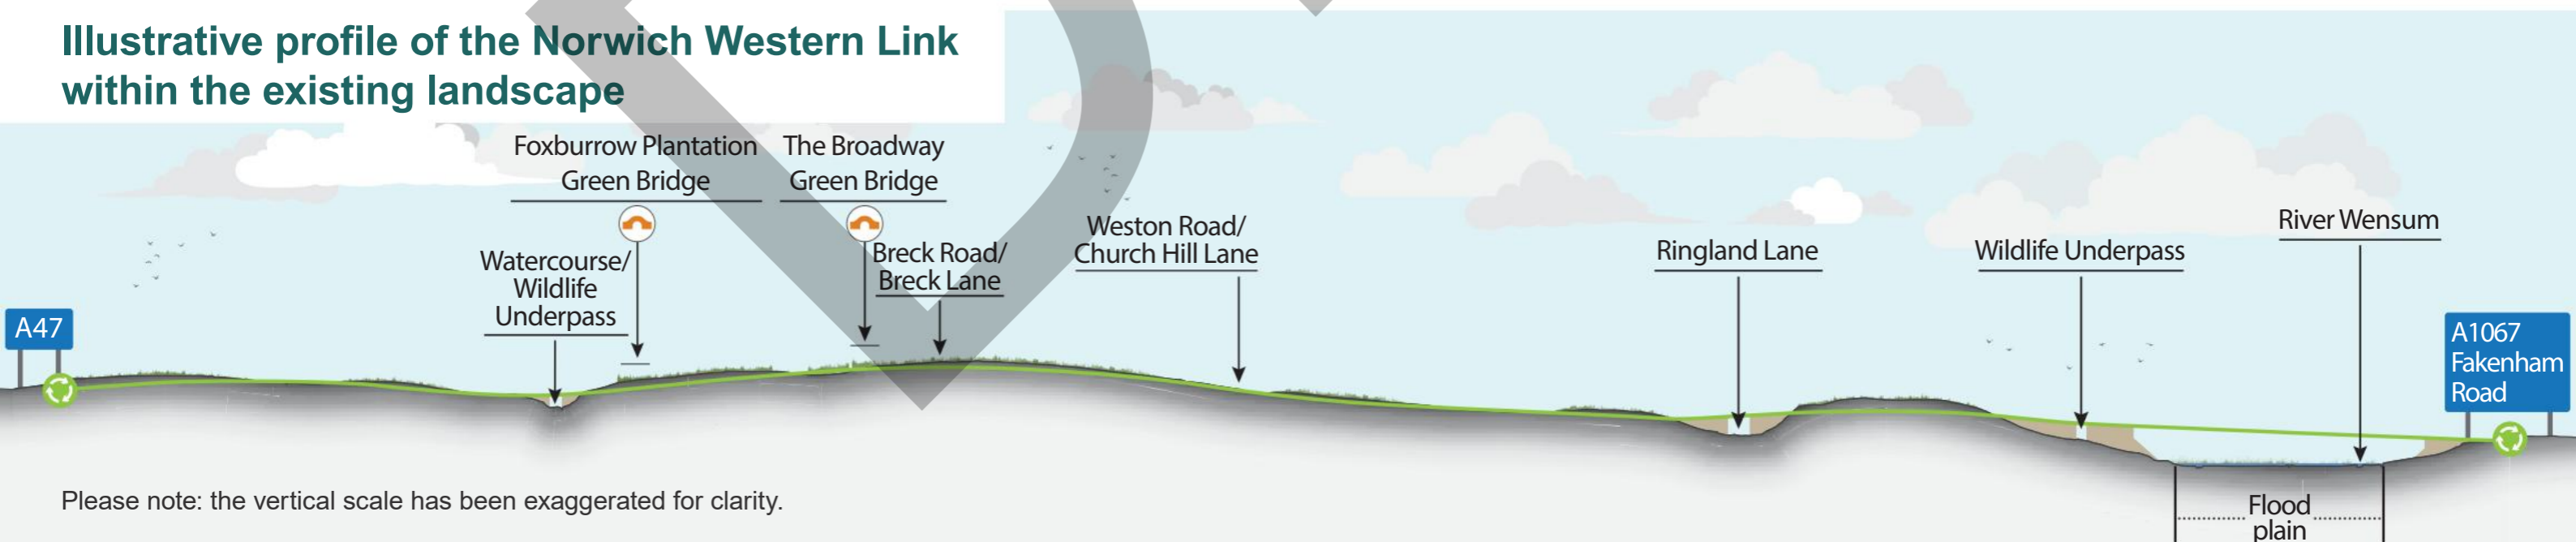 Illustrative profile of the Norwich Western Link
within the existing landscape
Foxburrow Plantation
Green Bridge
The Broadway
Green Bridge
Watercourse/
Wildlife
Underpass
Breck Road/
Breck Lane
Weston Road/
Church Hill Lane
Ringland Lane
Wildlife Underpass
River Wensum
A47
A1067
Fakenham
Road
Flood
plain
Please note: the vertical scale has been exaggerated for clarity.